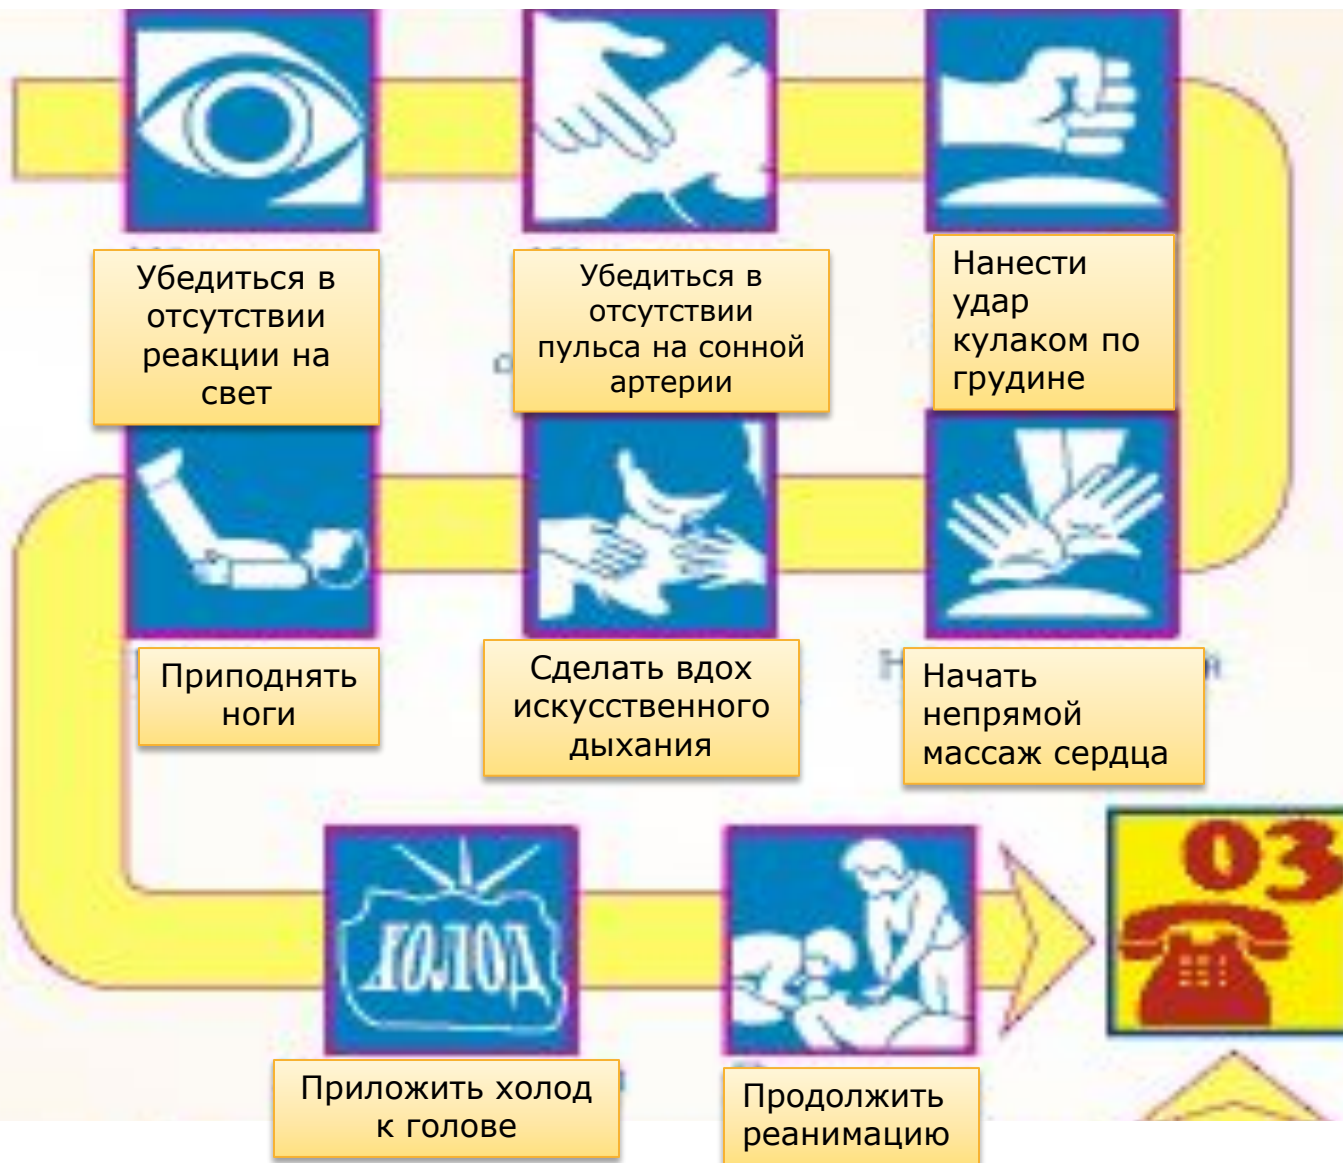 Убедиться в
отсутствии
реакции на
свет
Убедиться в
отсутствии
пульса на сонной
артерии
Нанести
удар
кулаком по
грудине
Приподнять
ноги
Сделать вдох
искусственного
дыхания
Начать
непрямой
массаж сердца
ХОЛОД
03
Приложить холод
к голове
Продолжить
реанимацию